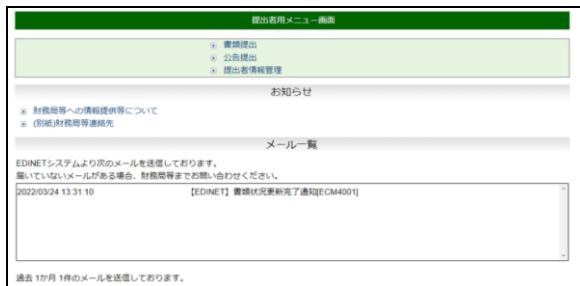 提出者用メニュー画面
書類提出
公告提出
提出者情報管理
お知らせ
財務局等への情報提供等について
(別紙)財務局等連絡先
メール一覧
EDINETシステムより次のメールを送信しております。
届いていないメールがある場合、財務局等までお問い合わせください。
2022/03/24 13:31:10 【EDINET】書類状況更新完了通知[ECM4001]
過去 1か月 1件のメールを送信しております。